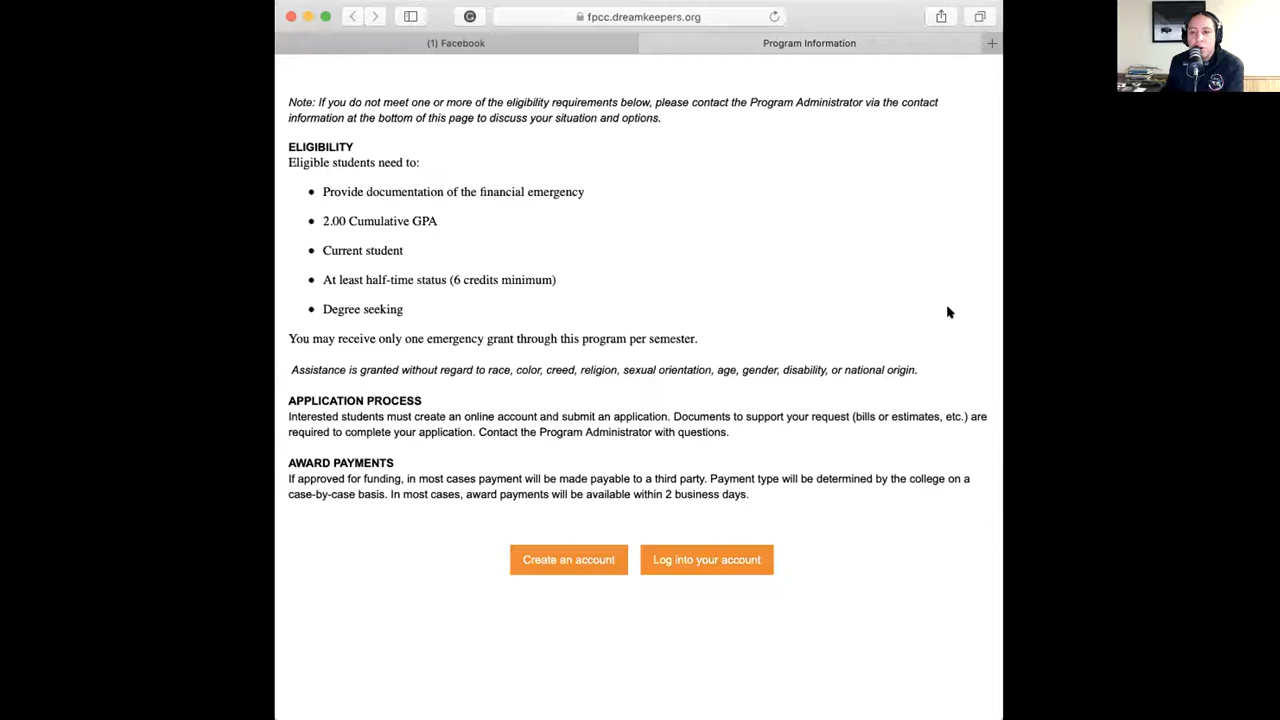 fpcc.dreamkeepers.org
(1) Facebook
Program Information
Note: If you do not meet one or more of the eligibility requirements below, please contact the Program Administrator via the contact
information at the bottom of this page to discuss your situation and options.
ELIGIBILITY
Eligible students need to:
• Provide documentation of the financial emergency
• 2.00 Cumulative GPA
• Current student
• At least half-time status (6 credits minimum)
• Degree seeking
You may receive only one emergency grant through this program per semester.
Assistance is granted without regard to race, color, creed, religion, sexual orientation, age, gender, disability, or national origin.
APPLICATION PROCESS
Interested students must create an online account and submit an application. Documents to support your request (bills or estimates, etc.) are
required to complete your application. Contact the Program Administrator with questions.
AWARD PAYMENTS
If approved for funding, in most cases payment will be made payable to a third party. Payment type will be determined by the college on a
case-by-case basis. In most cases, award payments will be available within 2 business days.
Create an account
Log into your account